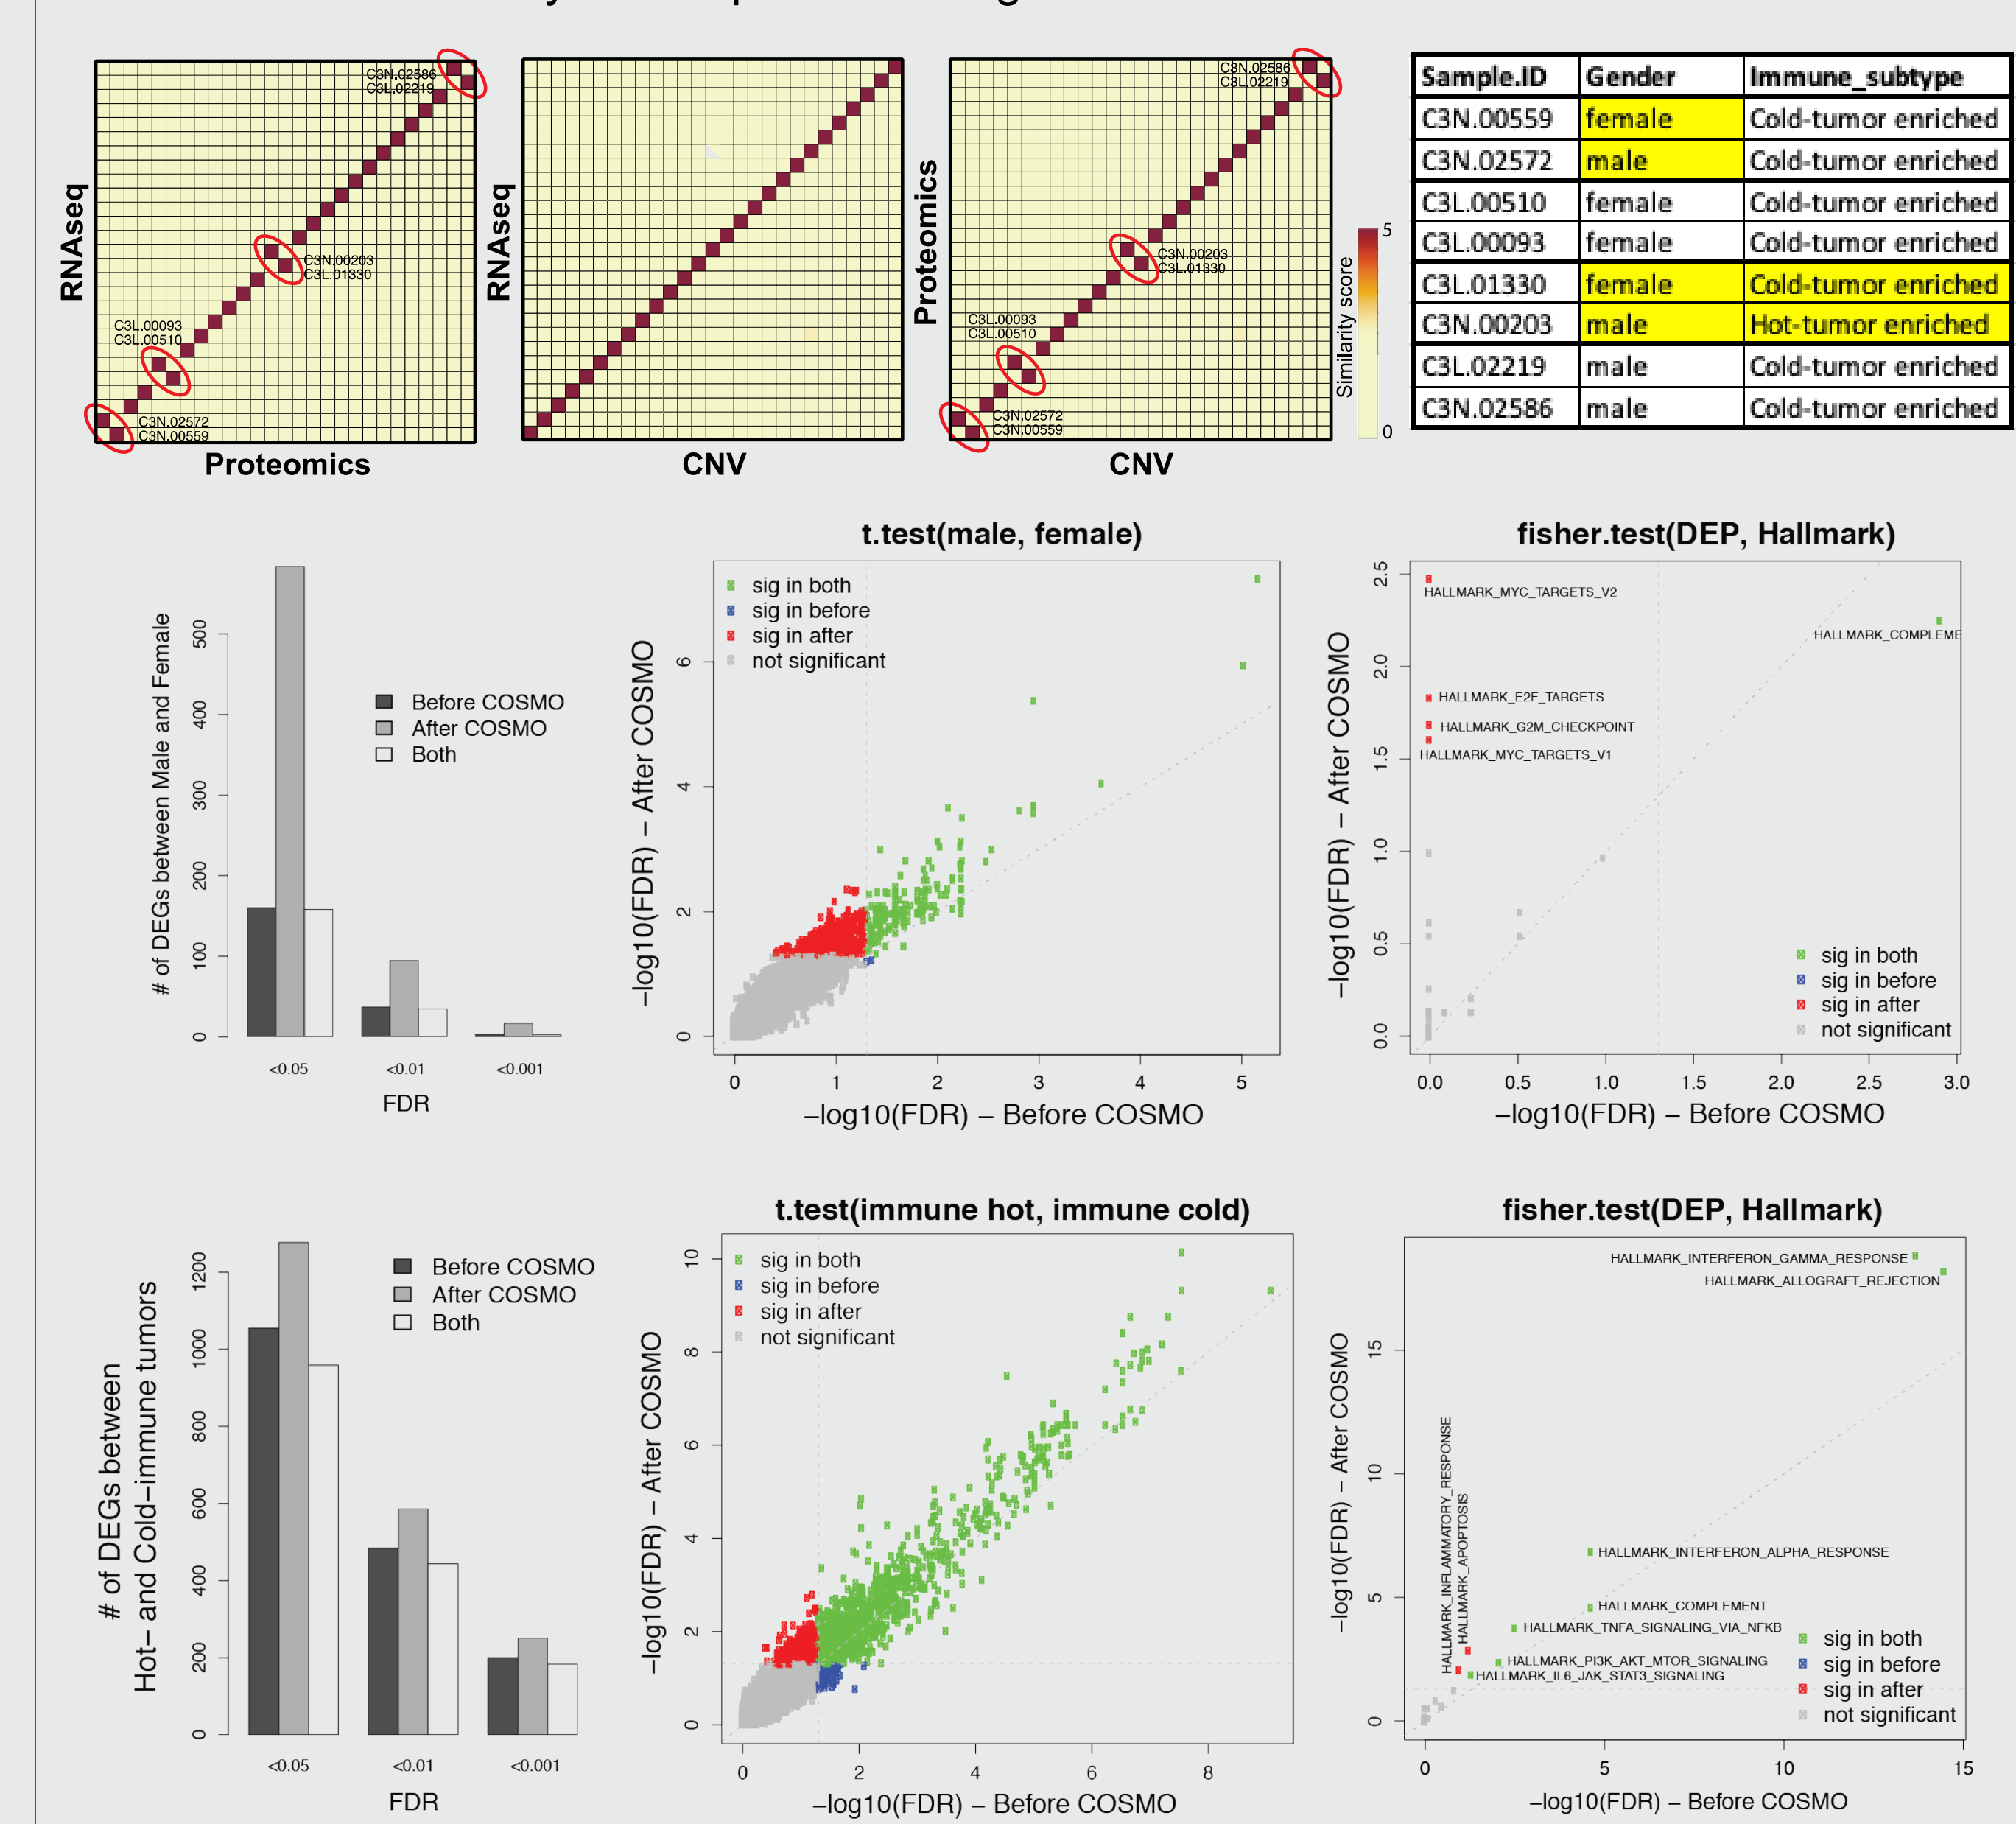 C3N.02586
C3L.02219
C3N.00203
C3L.01330
C3L.00093
C3L.00510
C3N.02572
C3N.00559
RNAseq
Proteomics
RNAseq
CNV
C3N.02586
C3L.02219
C3N.00203
C3L.01330
C3L.00093
C3L.00510
C3N.02572
C3N.00559
Proteomics
CNV
Similarity score
5
0
Sample.ID Gender Immune_subtype
C3N.00559 female Cold-tumor enriched
C3N.02572 male Cold-tumor enriched
C3L.00510 female Cold-tumor enriched
C3L.00093 female Cold-tumor enriched
C3L.01330 female Cold-tumor enriched
C3N.00203 male Hot-tumor enriched
C3L.02219 male Cold-tumor enriched
C3N.02586 male Cold-tumor enriched
# of DEGs between Male and Female
500
400
300
200
100
0
Before COSMO
After COSMO
Both
<0.05 <0.01 <0.001
FDR
t.test(male, female)
sig in both
sig in before
sig in after
not significant
−log10(FDR) − After COSMO
6
4
2
0
0 1 2 3 4 5
−log10(FDR) − Before COSMO
fisher.test(DEP, Hallmark)
−log10(FDR) − After COSMO
2.5
2.0
1.5
1.0
0.5
0.0
HALLMARK_MYC_TARGETS_V2
HALLMARK_COMPLEME
HALLMARK_E2F_TARGETS
HALLMARK_G2M_CHECKPOINT
HALLMARK_MYC_TARGETS_V1
sig in both
sig in before
sig in after
not significant
0.0 0.5 1.0 1.5 2.0 2.5 3.0
−log10(FDR) − Before COSMO
# of DEGs between
Hot− and Cold−immune tumors
1200
1000
800
600
400
200
0
Before COSMO
After COSMO
Both
<0.05 <0.01 <0.001
FDR
t.test(immune hot, immune cold)
sig in both
sig in before
sig in after
not significant
−log10(FDR) − After COSMO
10
8
6
4
2
0
0 2 4 6 8
−log10(FDR) − Before COSMO
fisher.test(DEP, Hallmark)
−log10(FDR) − After COSMO
15
10
5
0
HALLMARK_INTERFERON_GAMMA_RESPONSE
HALLMARK_ALLOGRAFT_REJECTION
HALLMARK_INFLAMMATORY_RESPONSE
HALLMARK_APOPTOSIS
HALLMARK_INTERFERON_ALPHA_RESPONSE
HALLMARK_COMPLEMENT
HALLMARK_TNFA_SIGNALING_VIA_NFKB
HALLMARK_PI3K_AKT_MTOR_SIGNALING
HALLMARK_IL6_JAK_STAT3_SIGNALING
sig in both
sig in before
sig in after
not significant
0 5 10 15
−log10(FDR) − Before COSMO